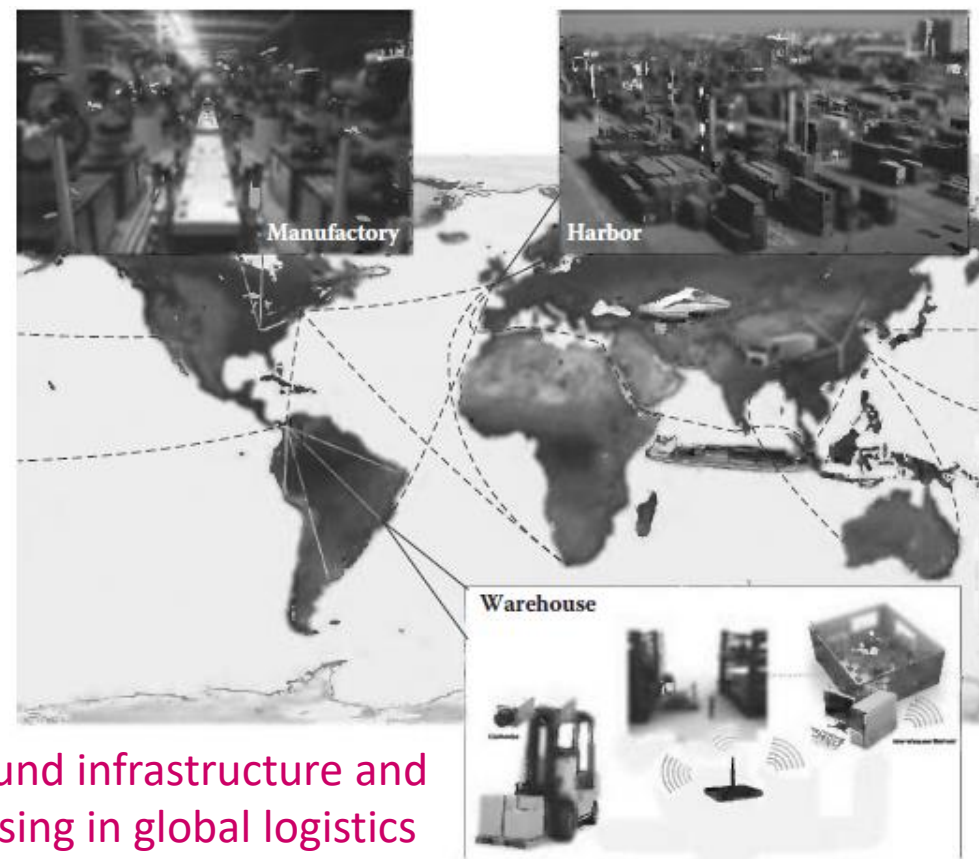 Manufactory
Harbor
Warehouse
und infrastructure and
sing in global logistics